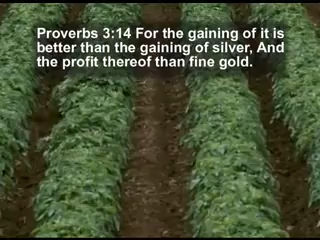 Proverbs 3:14 For the gaining of it is
better than the gaining of silver, And
the profit thereof than fine gold.